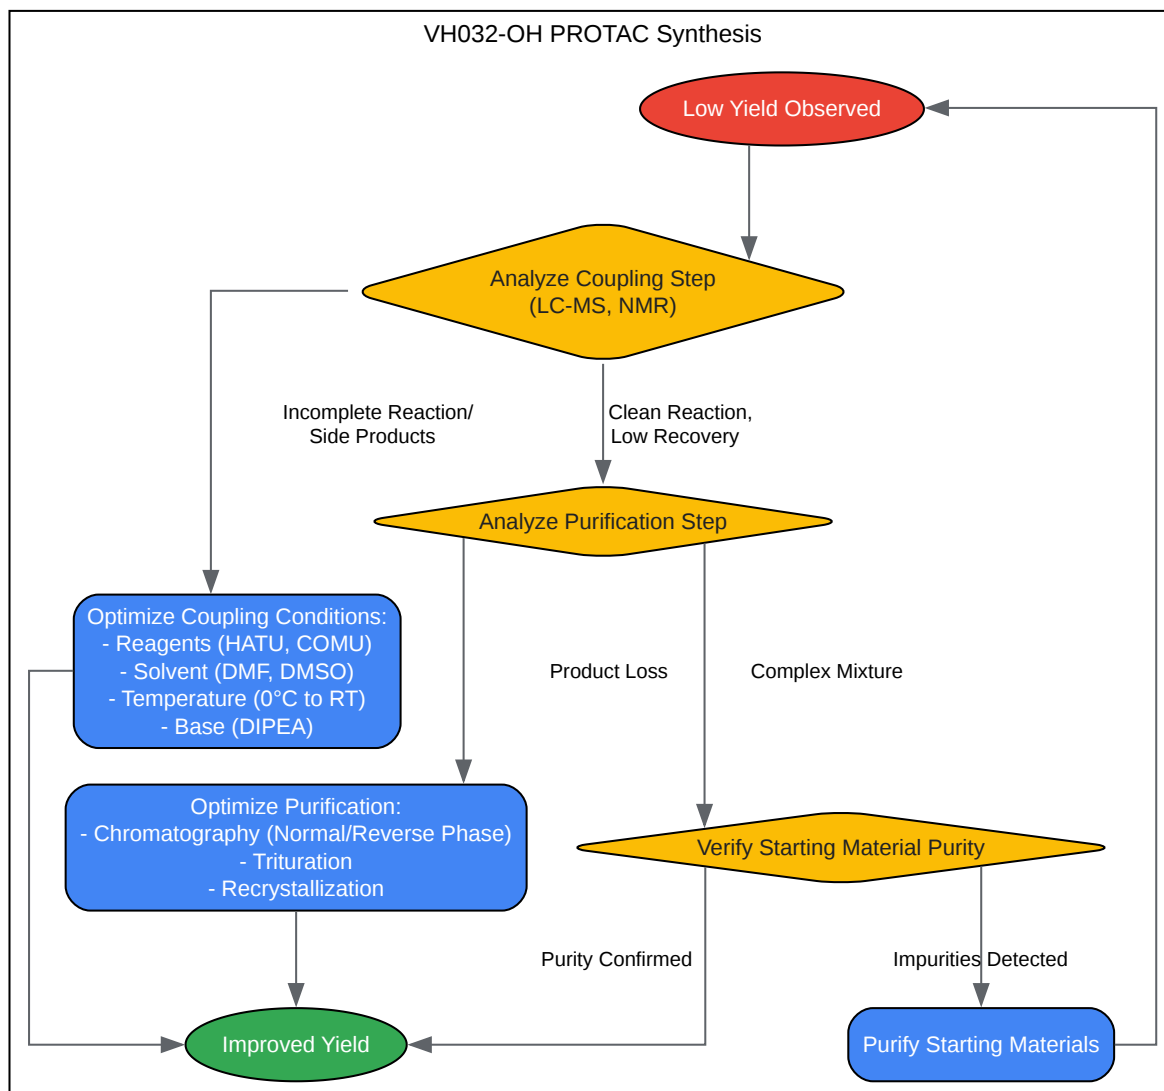 VH032-OH PROTAC Synthesis
Low Yield Observed
Analyze Coupling Step
(LC-MS, NMR)
Incomplete Reaction/
Side Products
Clean Reaction,
Low Recovery
Analyze Purification Step
Optimize Coupling Conditions:
- Reagents (HATU, COMU)
- Solvent (DMF, DMSO)
- Temperature (0°C to RT)
- Base (DIPEA)
Product Loss
Complex Mixture
Optimize Purification:
- Chromatography (Normal/Reverse Phase)
- Trituration
- Recrystallization
Verify Starting Material Purity
Purity Confirmed
Impurities Detected
Improved Yield
Purify Starting Materials